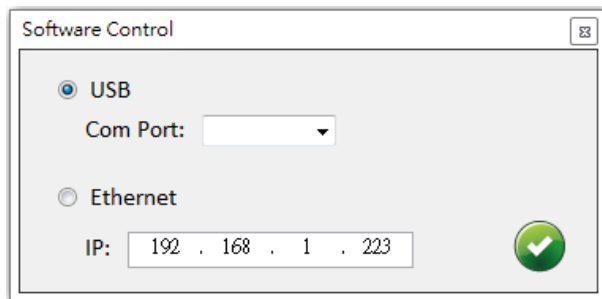 Software Control
USB
Com Port:
Ethernet
IP: 192 . 168 . 1 . 223